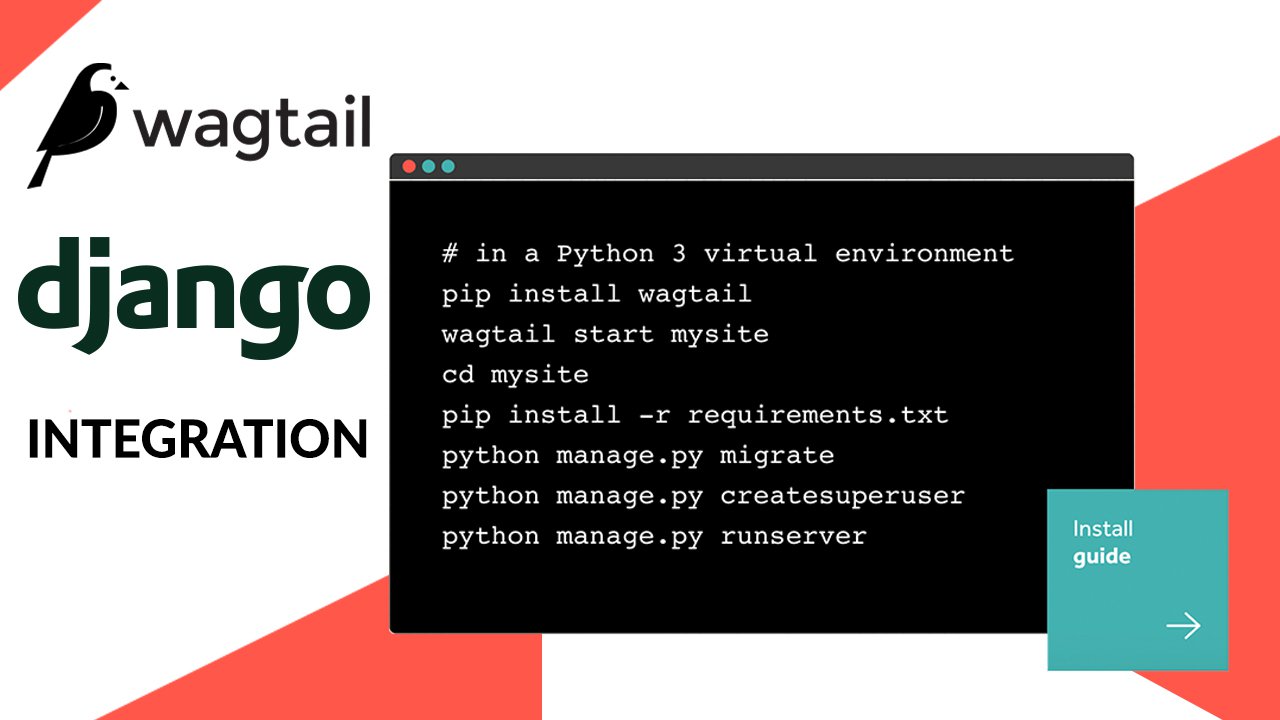 wagtail
django
INTEGRATION
# in a Python 3 virtual environment
pip install wagtail
wagtail start mysite
cd mysite
pip install -r requirements.txt
python manage.py migrate
python manage.py createsuperuser
python manage.py runserver
Install
guide